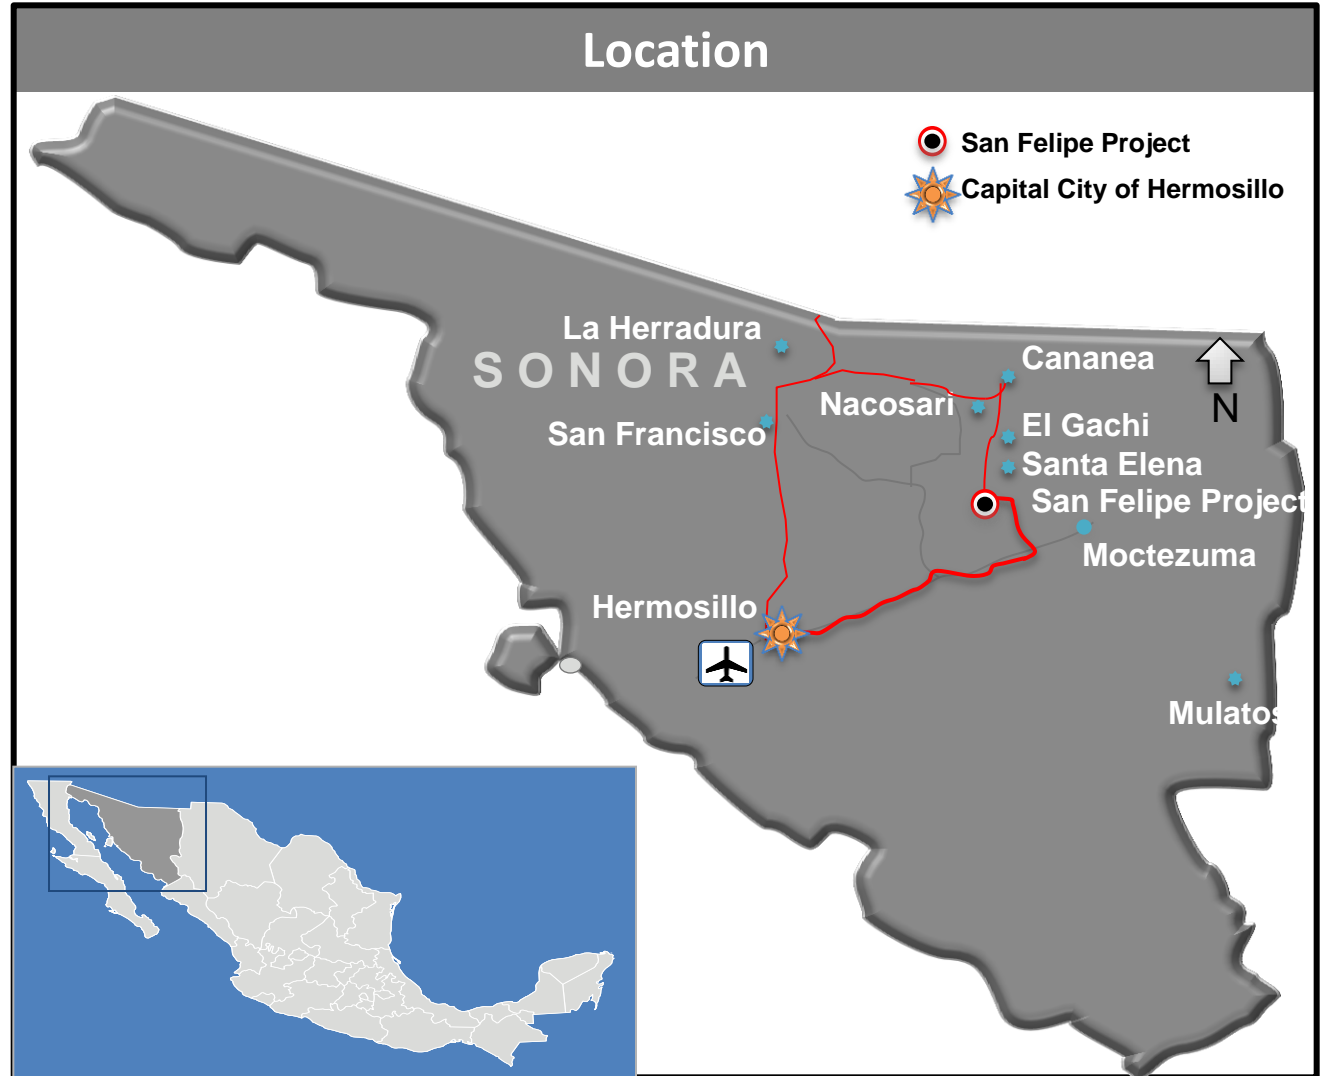 Location
San Felipe Project
Capital City of Hermosillo
La Herradura
SONORA
Cananea
N
Nacosari
San Francisco
El Gachi
Santa Elena
San Felipe Project
Moctezuma
Hermosillo
Mulatos